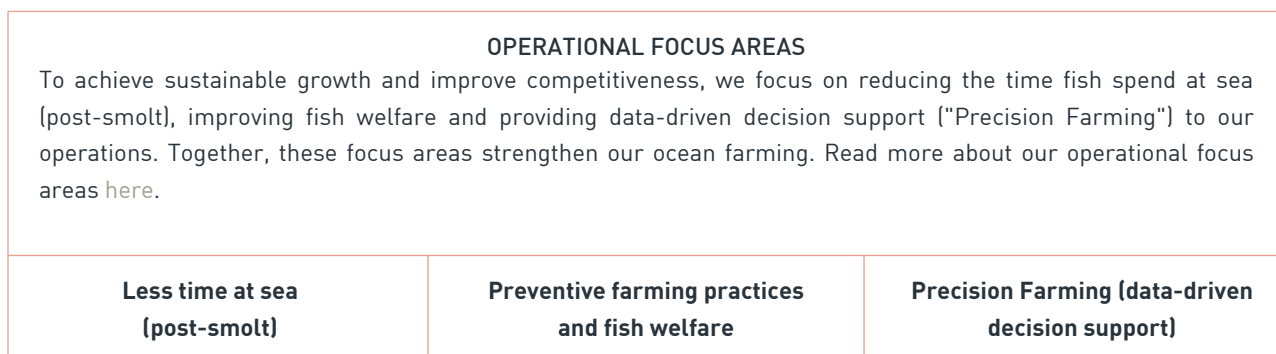 OPERATIONAL FOCUS AREAS
To achieve sustainable growth and improve competitiveness, we focus on reducing the time fish spend at sea
(post-smolt), improving fish welfare and providing data-driven decision support ("Precision Farming") to our
operations. Together, these focus areas strengthen our ocean farming. Read more about our operational focus
areas here.
Less time at sea
(post-smolt)
Preventive farming practices
and fish welfare
Precision Farming (data-driven
decision support)